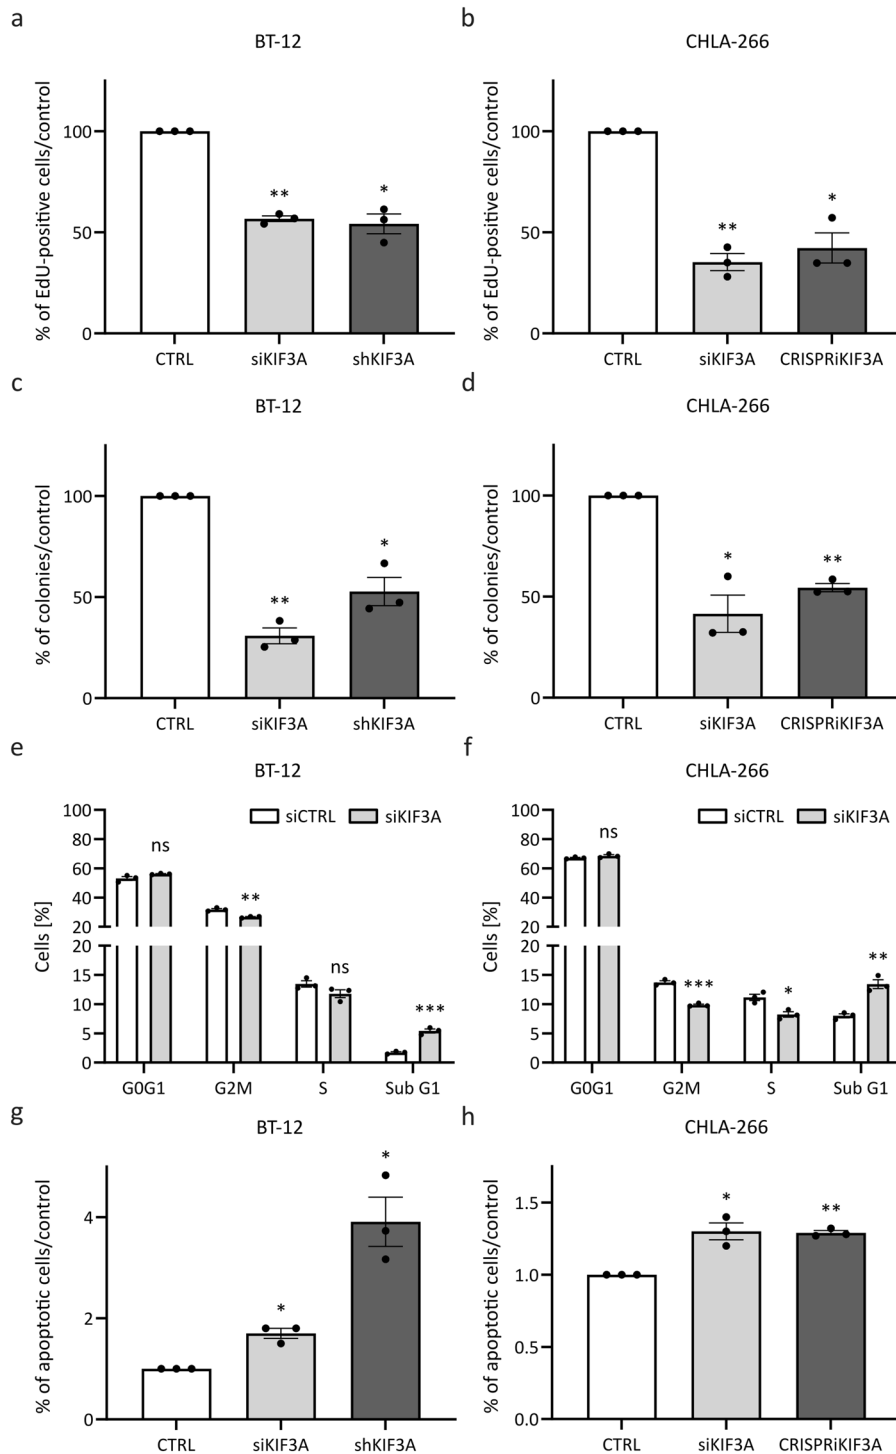 a
BT-12
% of EdU-positive cells/control
100
50
0
**
*
CTRL
siKIF3A
shKIF3A
b
CHLA-266
% of EdU-positive cells/control
100
50
0
**
*
CTRL
siKIF3A
CRISPRiKIF3A
c
BT-12
% of colonies/control
100
50
0
**
*
CTRL
siKIF3A
shKIF3A
d
CHLA-266
% of colonies/control
100
50
0
*
**
CTRL
siKIF3A
CRISPRiKIF3A
e
BT-12
siCTRL
siKIF3A
Cells [%]
100
80
60
40
20
20
15
10
5
0
ns
**
ns
***
G0G1
G2M
S
Sub G1
f
CHLA-266
siCTRL
siKIF3A
Cells [%]
100
80
60
40
20
20
15
10
5
0
ns
***
*
**
G0G1
G2M
S
Sub G1
g
BT-12
% of apoptotic cells/control
4
2
0
*
*
CTRL
siKIF3A
shKIF3A
h
CHLA-266
% of apoptotic cells/control
1.5
1.0
0.5
0.0
*
**
CTRL
siKIF3A
CRISPRiKIF3A